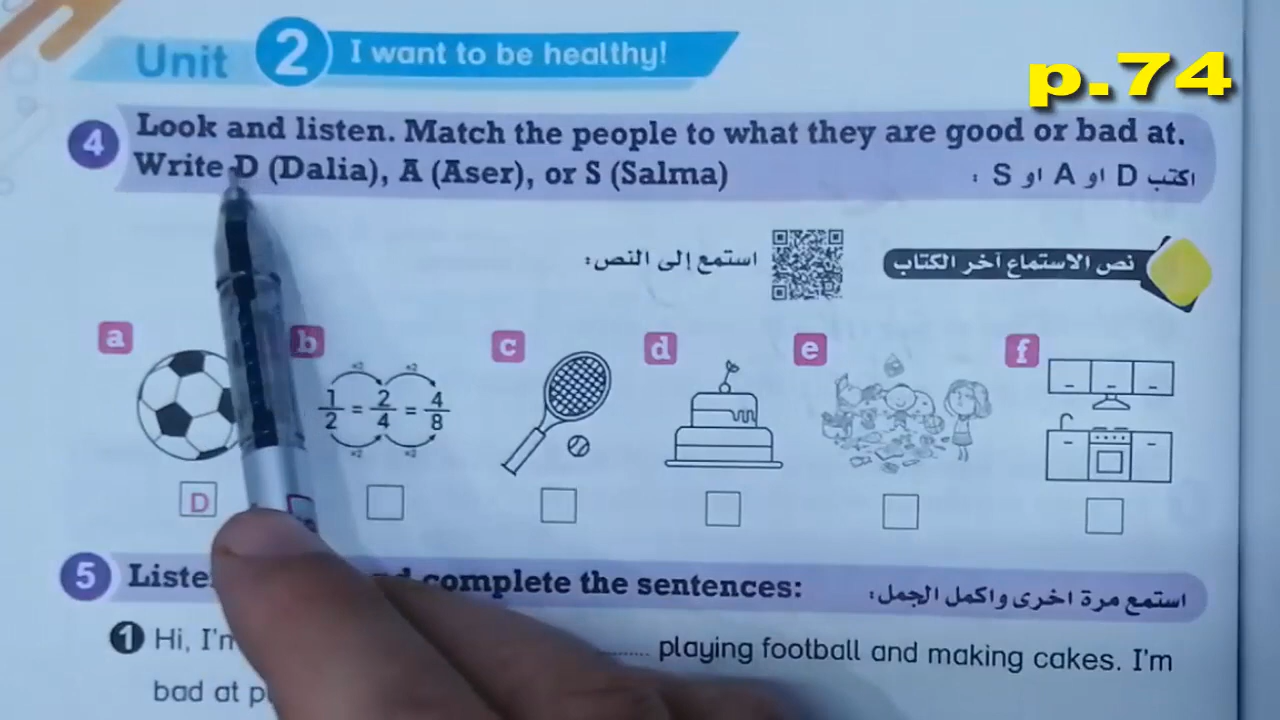 Unit 2 I want to be healthy!
p.74
4 Look and listen. Match the people to what they are good or bad at.
Write D (Dalia), A (Aser), or S (Salma)
اكتب D او A او S :
نص الاستماع آخر الكتاب
استمع إلى النص:
a b c d e f
1/2 = 2/4 = 4/8
D
5 complete the sentences:
استمع مرة اخرى واكمل الجمل:
1 Hi, I'm ........ playing football and making cakes. I'm
bad at